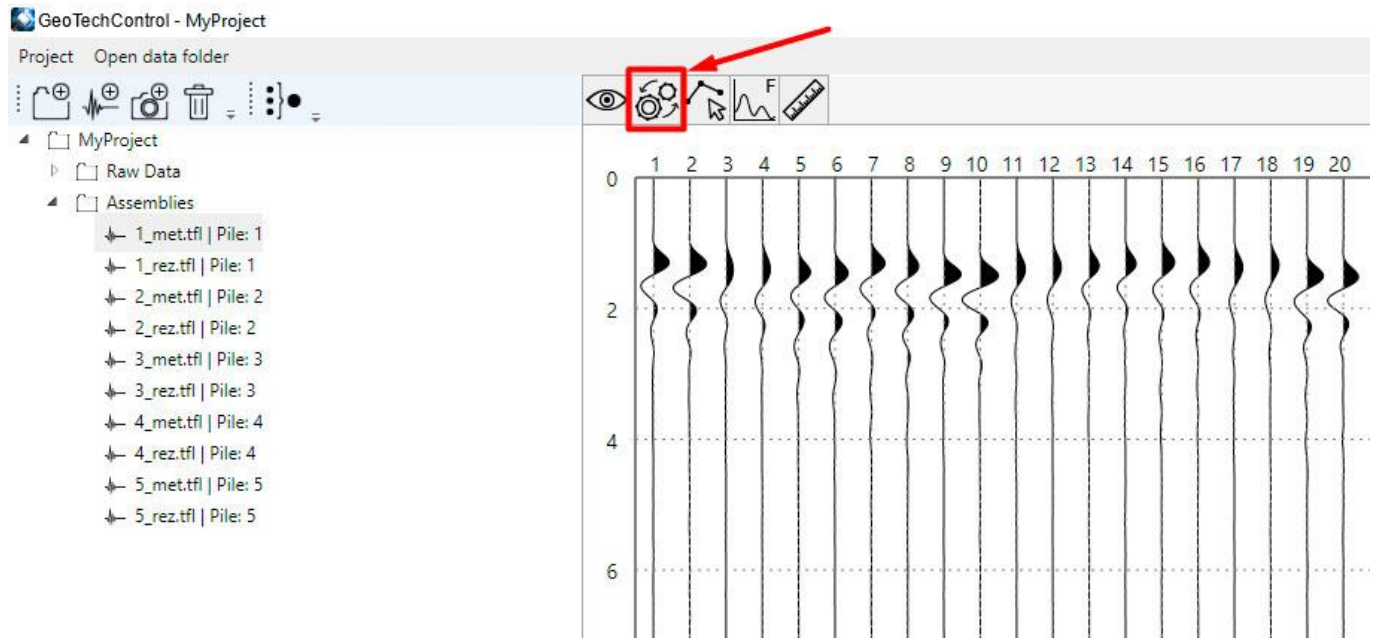 GeoTechControl - MyProject
Project Open data folder
F
MyProject
Raw Data
Assemblies
1_met.tfl | Pile: 1
1_rez.tfl | Pile: 1
2_met.tfl | Pile: 2
2_rez.tfl | Pile: 2
3_met.tfl | Pile: 3
3_rez.tfl | Pile: 3
4_met.tfl | Pile: 4
4_rez.tfl | Pile: 4
5_met.tfl | Pile: 5
5_rez.tfl | Pile: 5
1 2 3 4 5 6 7 8 9 10 11 12 13 14 15 16 17 18 19 20
0
2
4
6